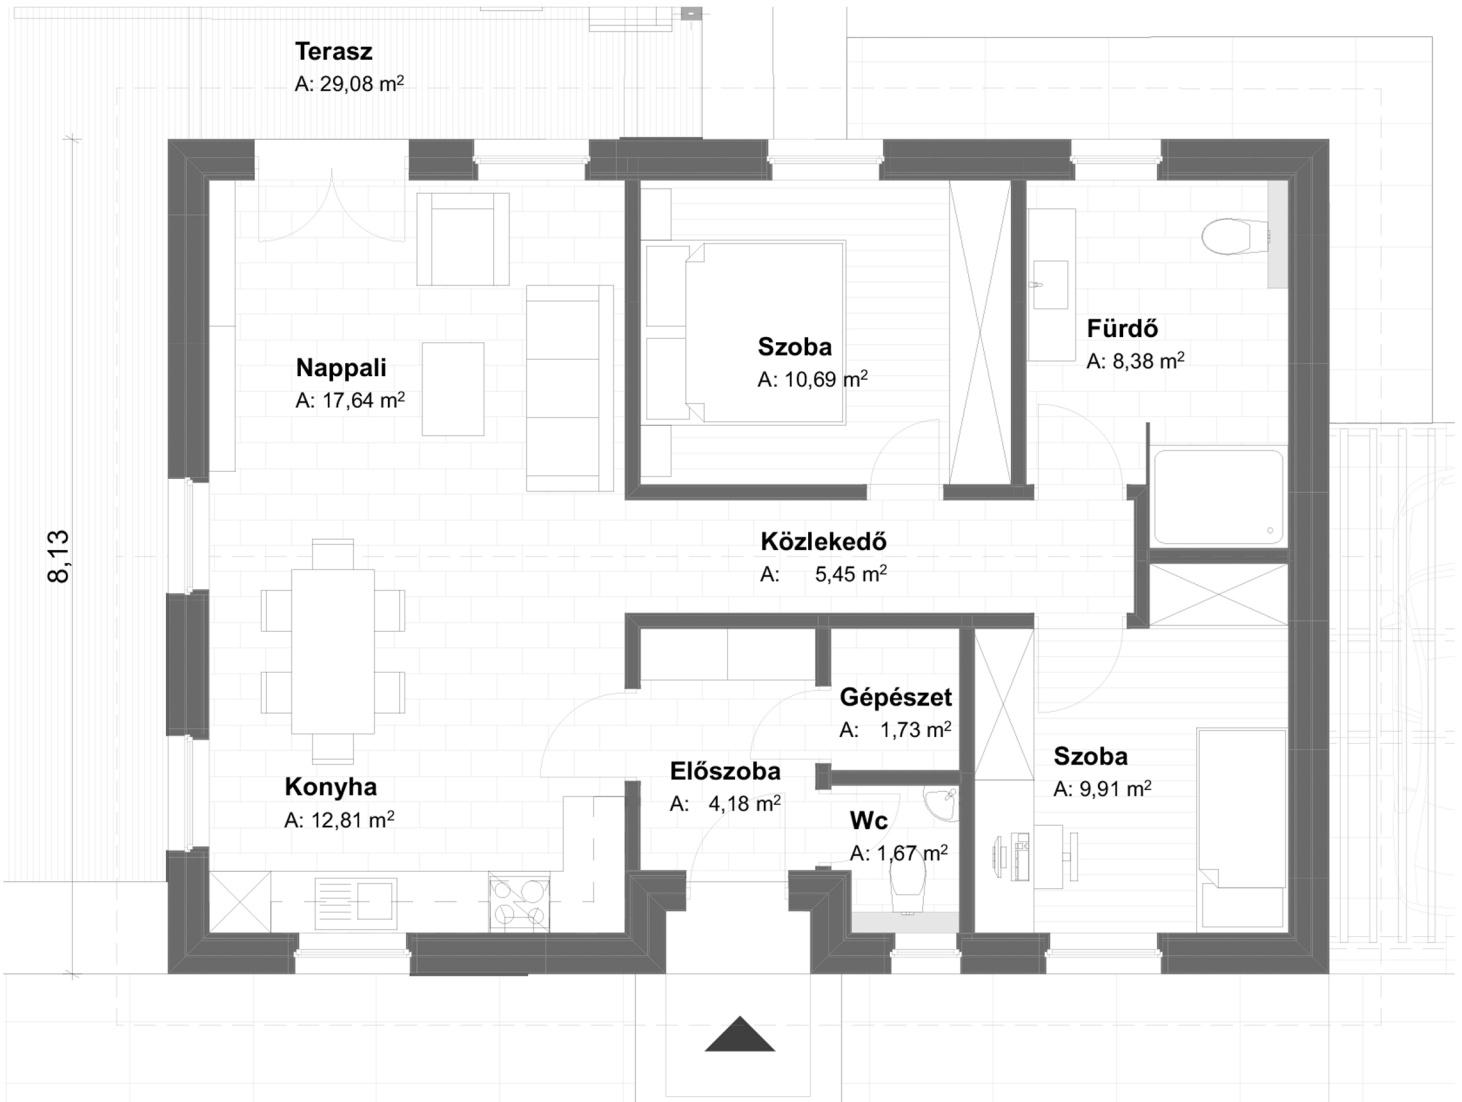 Terasz
A: 29,08 m²
Nappali
A: 17,64 m²
Szoba
A: 10,69 m²
Fürdő
A: 8,38 m²
8,13
Közlekedő
A: 5,45 m²
Konyha
A: 12,81 m²
Előszoba
A: 4,18 m²
Gépészet
A: 1,73 m²
Wc
A: 1,67 m²
Szoba
A: 9,91 m²